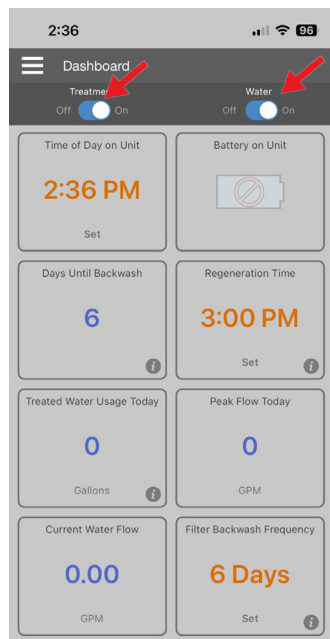 2:36
96
Dashboard
Treatment
Water
Off On
Off On
Time of Day on Unit
Battery on Unit
2:36 PM
Set
Days Until Backwash
Regeneration Time
6
3:00 PM
Set
Treated Water Usage Today
Peak Flow Today
0
0
Gallons
GPM
Current Water Flow
Filter Backwash Frequency
0.00
6 Days
GPM
Set